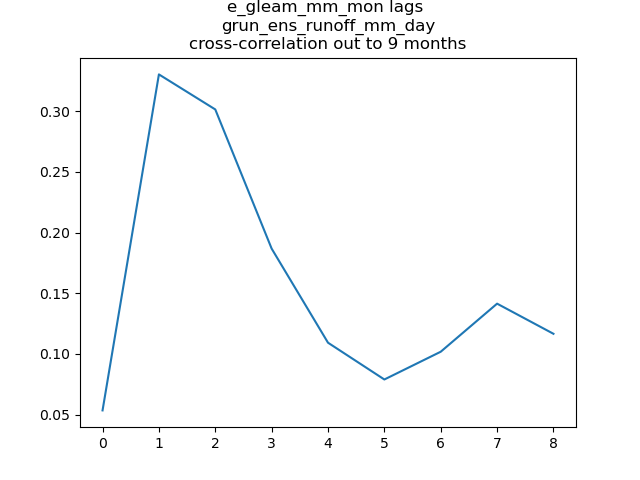 e_gleam_mm_mon lags
grun_ens_runoff_mm_day
cross-correlation out to 9 months
0.30
0.25
0.20
0.15
0.10
0.05
0 1 2 3 4 5 6 7 8